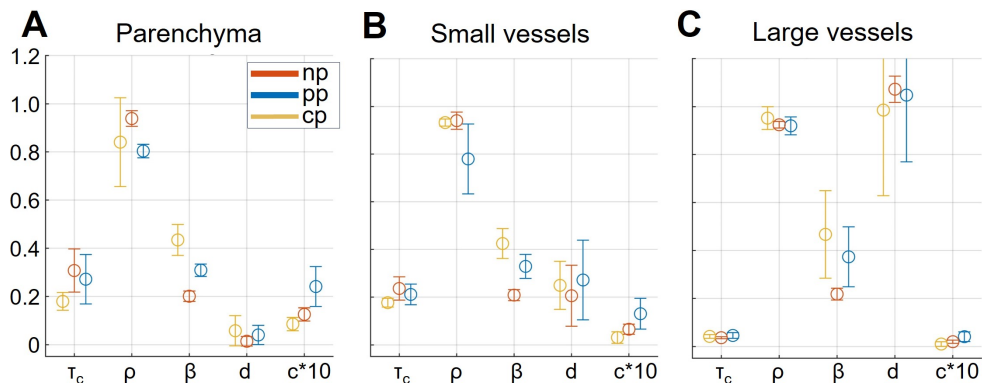 A Parenchyma
B Small vessels
C Large vessels
np
pp
cp
1.2
1.0
0.8
0.6
0.4
0.2
0
τc ρ β d c*10
τc ρ β d c*10
τc ρ β d c*10